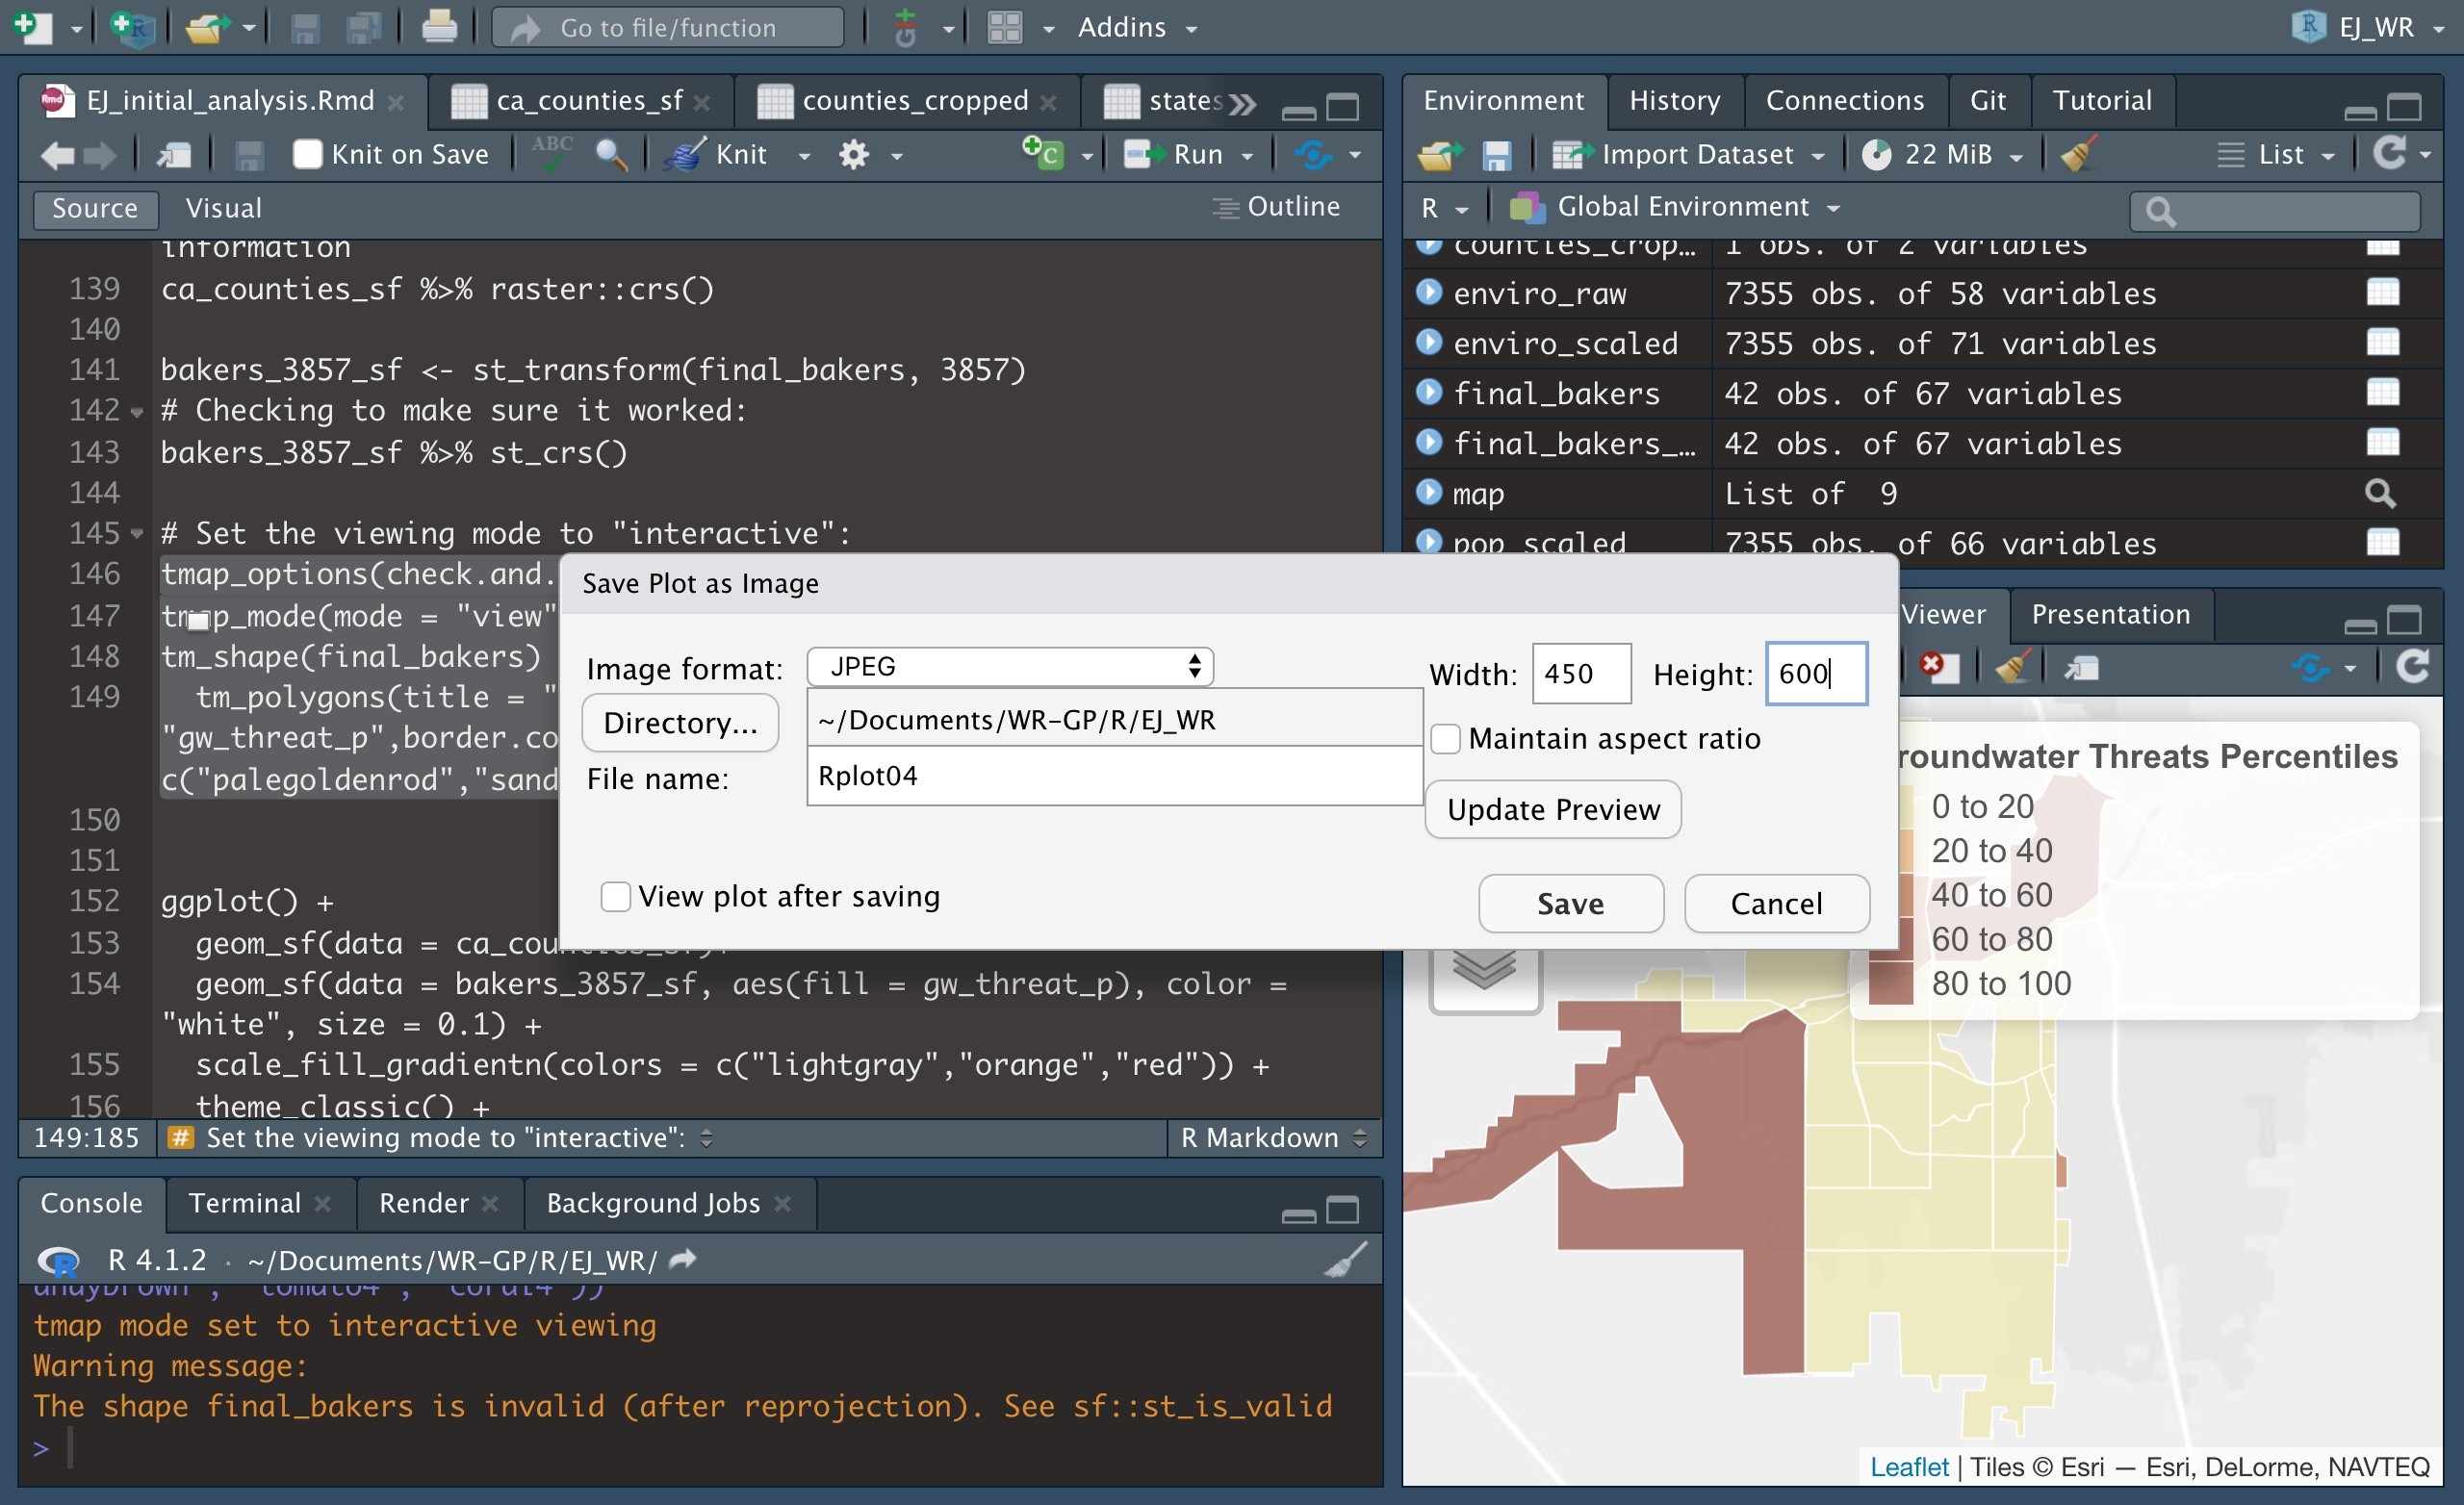 Go to file/function
Addins
EJ_WR
EJ_initial_analysis.Rmd
ca_counties_sf
counties_cropped
states
Knit on Save
ABC
Knit
Run
Source
Visual
Outline
information
139 ca_counties_sf %>% raster::crs()
140
141 bakers_3857_sf <- st_transform(final_bakers, 3857)
142 # Checking to make sure it worked:
143 bakers_3857_sf %>% st_crs()
144
145 # Set the viewing mode to "interactive":
146 tmap_options(check.and.
147 tmap_mode(mode = "view"
148 tm_shape(final_bakers)
149 tm_polygons(title = "
"gw_threat_p",border.co
c("palegoldenrod","sand
150
151
152 ggplot() +
153 geom_sf(data = ca_counties_sf)+
154 geom_sf(data = bakers_3857_sf, aes(fill = gw_threat_p), color =
"white", size = 0.1) +
155 scale_fill_gradientn(colors = c("lightgray","orange","red")) +
156 theme_classic() +
149:185
# Set the viewing mode to "interactive":
R Markdown
Console
Terminal
Render
Background Jobs
R 4.1.2 · ~/Documents/WR-GP/R/EJ_WR/
andybrown", "tomato4", "coral4"))
tmap mode set to interactive viewing
Warning message:
The shape final_bakers is invalid (after reprojection). See sf::st_is_valid
>
Environment
History
Connections
Git
Tutorial
Import Dataset
22 MiB
List
R
Global Environment
counties_crop… 1 obs. of 2 variables
enviro_raw 7355 obs. of 58 variables
enviro_scaled 7355 obs. of 71 variables
final_bakers 42 obs. of 67 variables
final_bakers_… 42 obs. of 67 variables
map List of 9
pop_scaled 7355 obs. of 66 variables
Save Plot as Image
Image format: JPEG
Directory... ~/Documents/WR-GP/R/EJ_WR
File name: Rplot04
Width: 450 Height: 600
Maintain aspect ratio
Update Preview
View plot after saving
Save
Cancel
Viewer
Presentation
roundwater Threats Percentiles
0 to 20
20 to 40
40 to 60
60 to 80
80 to 100
Leaflet | Tiles © Esri — Esri, DeLorme, NAVTEQ